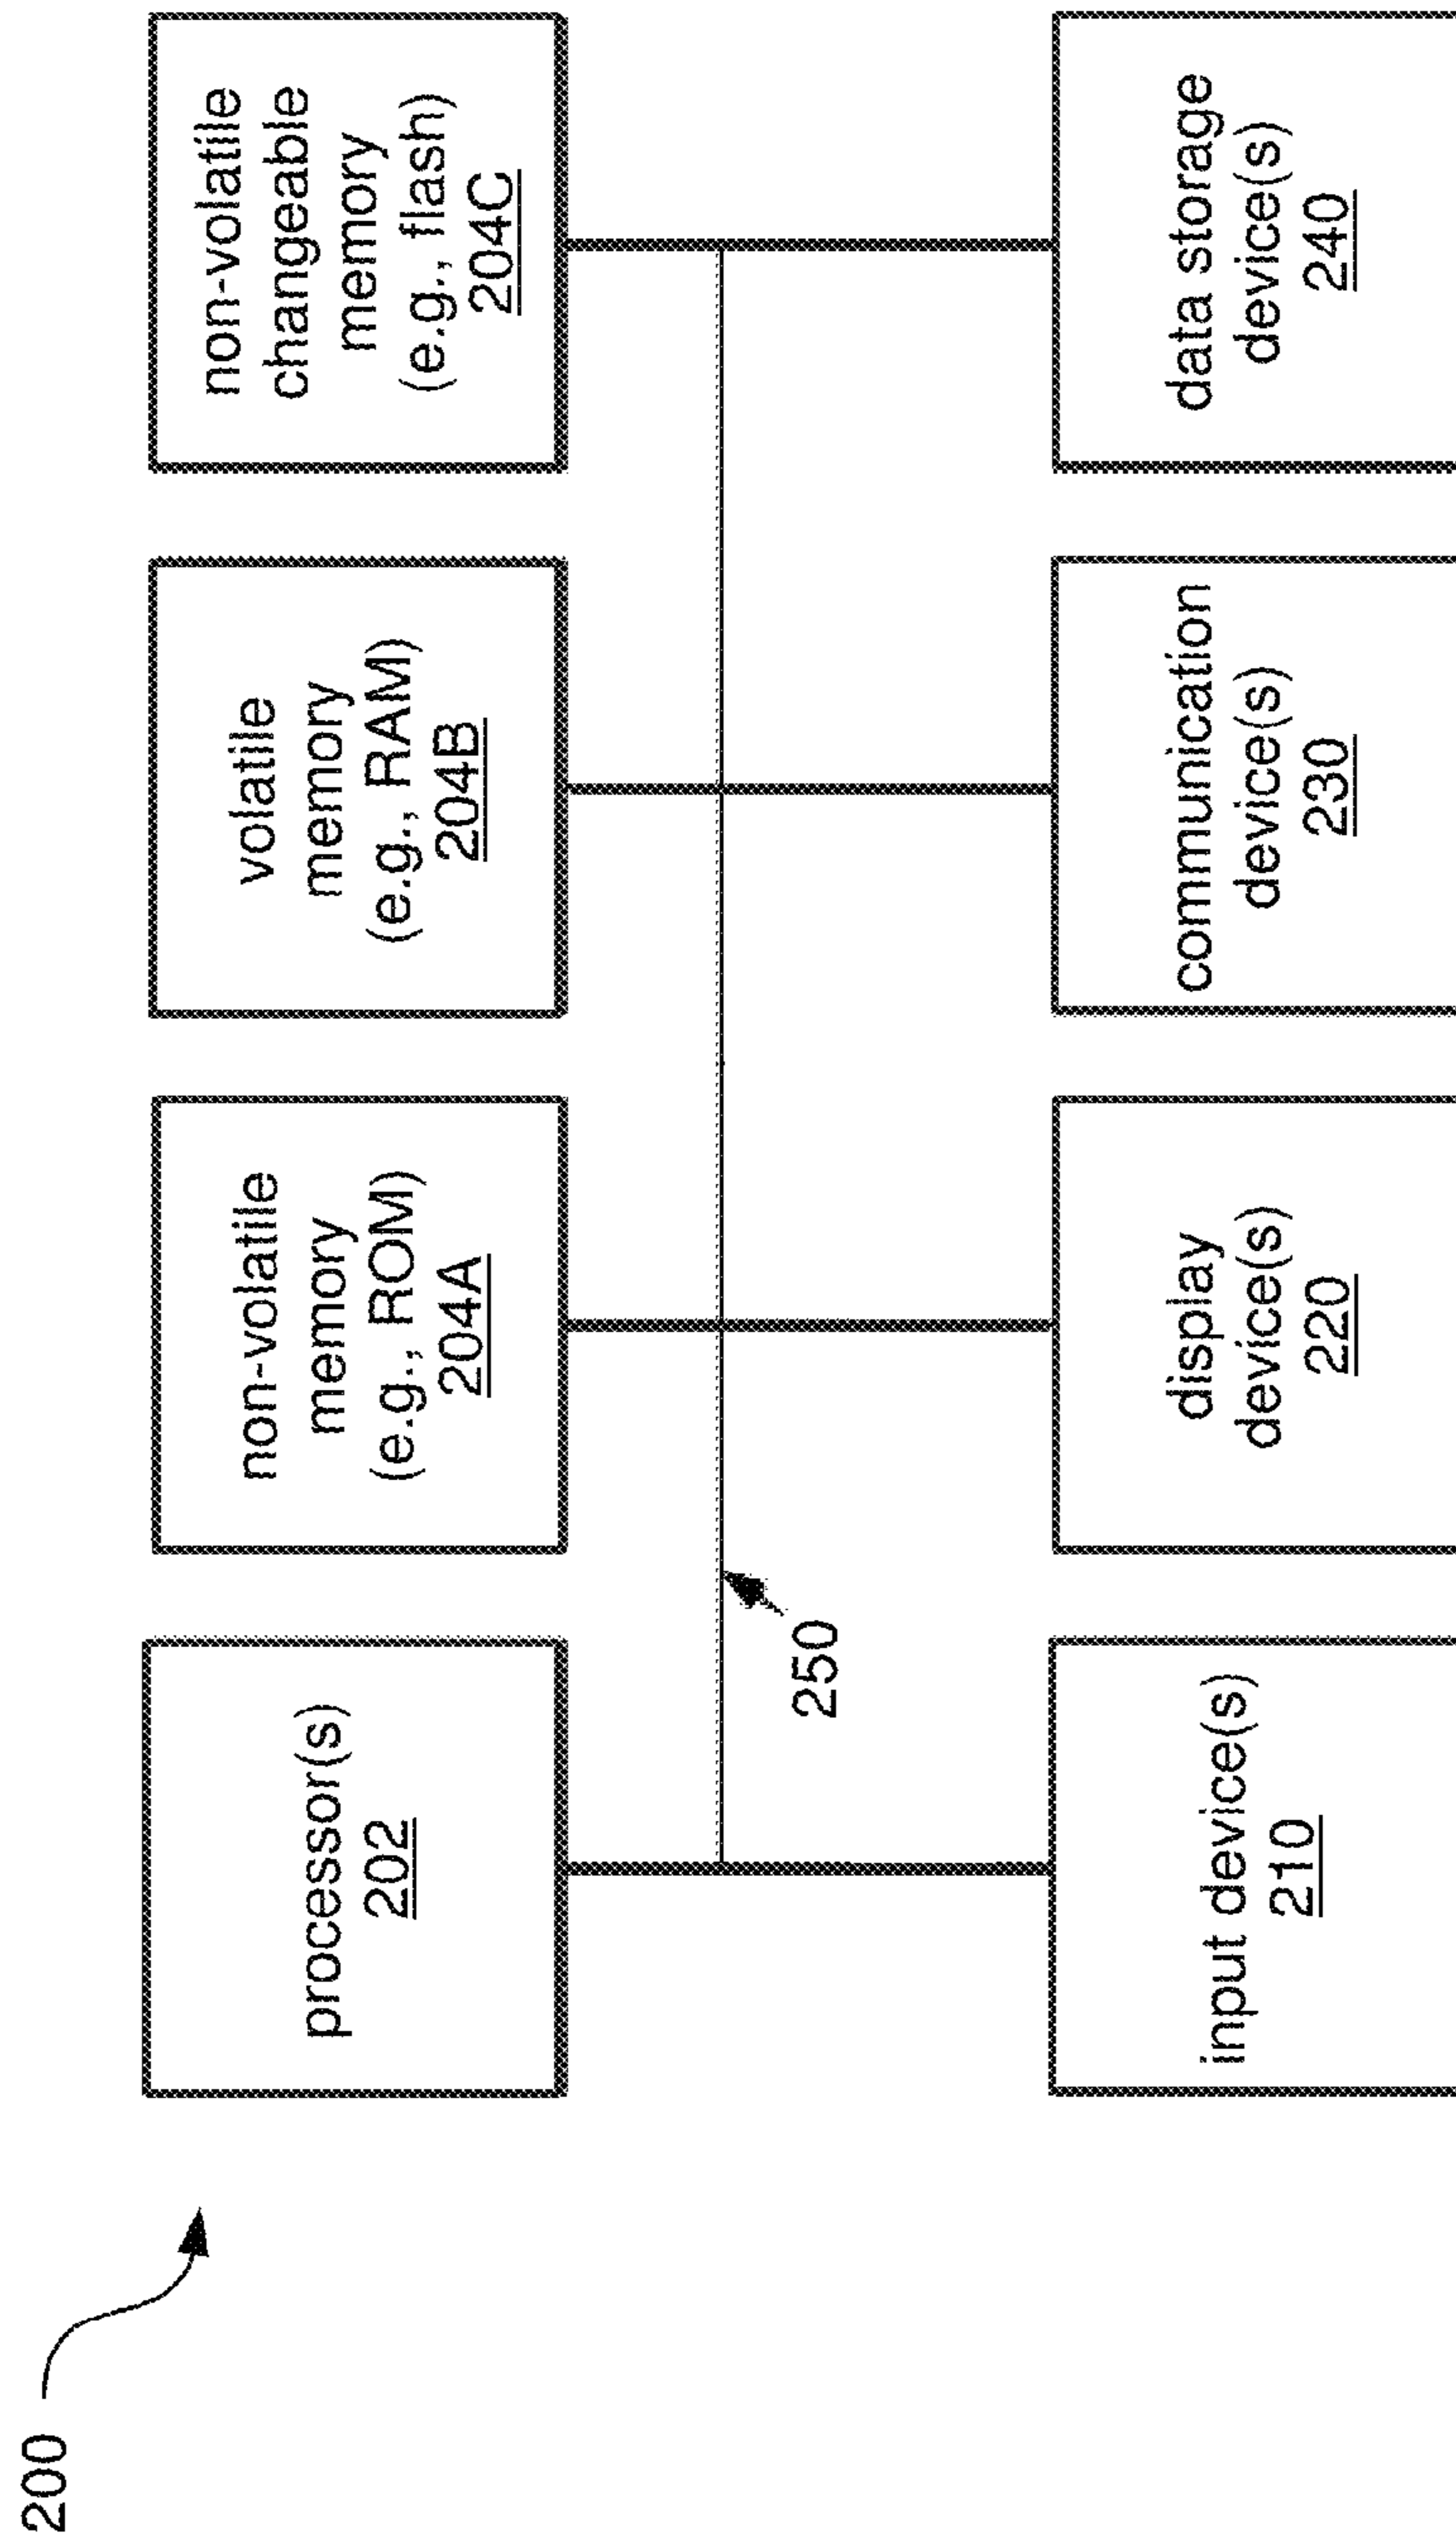 200
processor(s)
202
non-volatile
memory
(e.g., ROM)
204A
volatile
memory
(e.g., RAM)
204B
non-volatile
changeable
memory
(e.g., flash)
204C
250
input device(s)
210
display
device(s)
220
communication
device(s)
230
data storage
device(s)
240